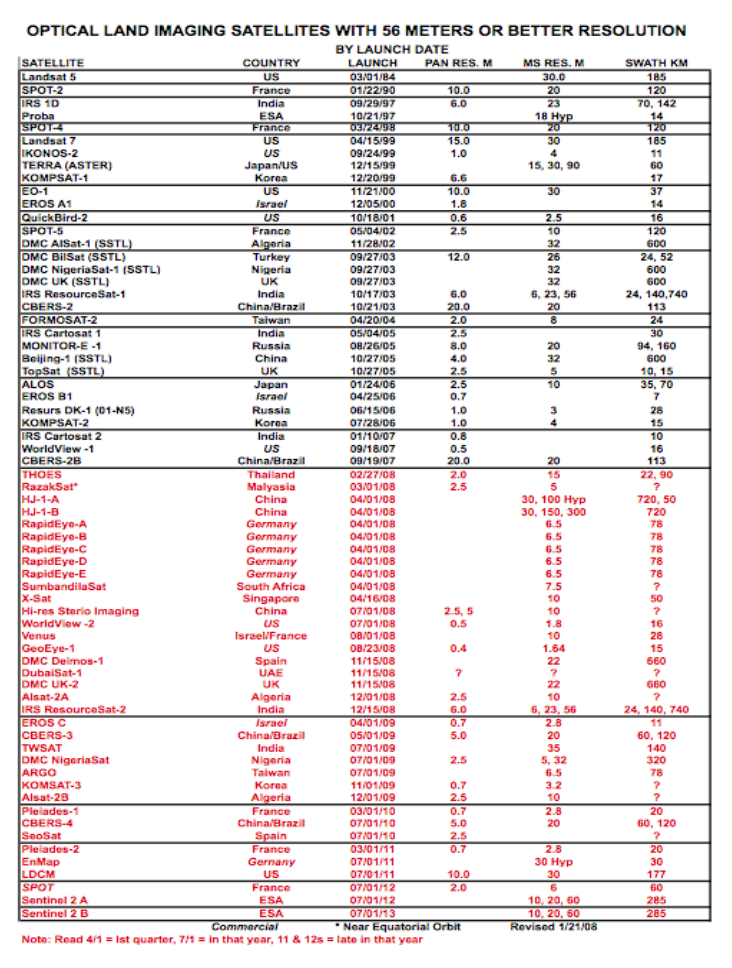 OPTICAL LAND IMAGING SATELLITES WITH 56 METERS OR BETTER RESOLUTION
BY LAUNCH DATE
SATELLITE COUNTRY LAUNCH PAN RES. M MS RES. M SWATH KM
Landsat 5 US 03/01/84 30.0 185
SPOT-2 France 01/22/90 10.0 20 120
IRS 1D India 09/29/97 6.0 23 70, 142
Proba ESA 10/21/97 18 Hyp 14
SPOT-4 France 03/24/98 10.0 20 120
Landsat 7 US 04/15/99 15.0 30 185
IKONOS-2 US 09/24/99 1.0 4 11
TERRA (ASTER) Japan/US 12/15/99 15, 30, 90 60
KOMPSAT-1 Korea 12/20/99 6.6 17
EO-1 US 11/21/00 10.0 30 37
EROS A1 Israel 12/05/00 1.8 14
QuickBird-2 US 10/18/01 0.6 2.5 16
SPOT-5 France 05/04/02 2.5 10 120
DMC AlSat-1 (SSTL) Algeria 11/28/02 32 600
DMC BilSat (SSTL) Turkey 09/27/03 12.0 26 24, 52
DMC NigeriaSat-1 (SSTL) Nigeria 09/27/03 32 600
DMC UK (SSTL) UK 09/27/03 32 600
IRS ResourceSat-1 India 10/17/03 6.0 6, 23, 56 24, 140,740
CBERS-2 China/Brazil 10/21/03 20.0 20 113
FORMOSAT-2 Taiwan 04/20/04 2.0 8 24
IRS Cartosat 1 India 05/04/05 2.5 30
MONITOR-E -1 Russia 08/26/05 8.0 20 94, 160
Beijing-1 (SSTL) China 10/27/05 4.0 32 600
TopSat (SSTL) UK 10/27/05 2.5 5 10, 15
ALOS Japan 01/24/06 2.5 10 35, 70
EROS B1 Israel 04/25/06 0.7 7
Resurs DK-1 (01-N5) Russia 06/15/06 1.0 3 28
KOMPSAT-2 Korea 07/28/06 1.0 4 15
IRS Cartosat 2 India 01/10/07 0.8 10
WorldView -1 US 09/18/07 0.5 16
CBERS-2B China/Brazil 09/19/07 20.0 20 113
THOES Thailand 02/27/08 2.0 15 22, 90
RazakSat* Malyasia 03/01/08 2.5 5 ?
HJ-1-A China 04/01/08 30, 100 Hyp 720, 50
HJ-1-B China 04/01/08 30, 150, 300 720
RapidEye-A Germany 04/01/08 6.5 78
RapidEye-B Germany 04/01/08 6.5 78
RapidEye-C Germany 04/01/08 6.5 78
RapidEye-D Germany 04/01/08 6.5 78
RapidEye-E Germany 04/01/08 6.5 78
SumbandilaSat South Africa 04/01/08 7.5 ?
X-Sat Singapore 04/16/08 10 50
Hi-res Sterio Imaging China 07/01/08 2.5, 5 10 ?
WorldView -2 US 07/01/08 0.5 1.8 16
Venus Israel/France 08/01/08 10 28
GeoEye-1 US 08/23/08 0.4 1.64 15
DMC Deimos-1 Spain 11/15/08 22 660
DubaiSat-1 UAE 11/15/08 ? ? ?
DMC UK-2 UK 11/15/08 22 660
Alsat-2A Algeria 12/01/08 2.5 10 ?
IRS ResourceSat-2 India 12/15/08 6.0 6, 23, 56 24, 140, 740
EROS C Israel 04/01/09 0.7 2.8 11
CBERS-3 China/Brazil 05/01/09 5.0 20 60, 120
TWSAT India 07/01/09 35 140
DMC NigeriaSat Nigeria 07/01/09 2.5 5, 32 320
ARGO Taiwan 07/01/09 6.5 78
KOMSAT-3 Korea 11/01/09 0.7 3.2 ?
Alsat-2B Algeria 12/01/09 2.5 10 ?
Pleiades-1 France 03/01/10 0.7 2.8 20
CBERS-4 China/Brazil 07/01/10 5.0 20 60, 120
SeoSat Spain 07/01/10 2.5 ?
Pleiades-2 France 03/01/11 0.7 2.8 20
EnMap Gernany 07/01/11 30 Hyp 30
LDCM US 07/01/11 10.0 30 177
SPOT France 07/01/12 2.0 6 60
Sentinel 2 A ESA 07/01/12 10, 20, 60 285
Sentinel 2 B ESA 07/01/13 10, 20, 60 285
Commercial * Near Equatorial Orbit Revised 1/21/08
Note: Read 4/1 = Ist quarter, 7/1 = in that year, 11 & 12s = late in that year